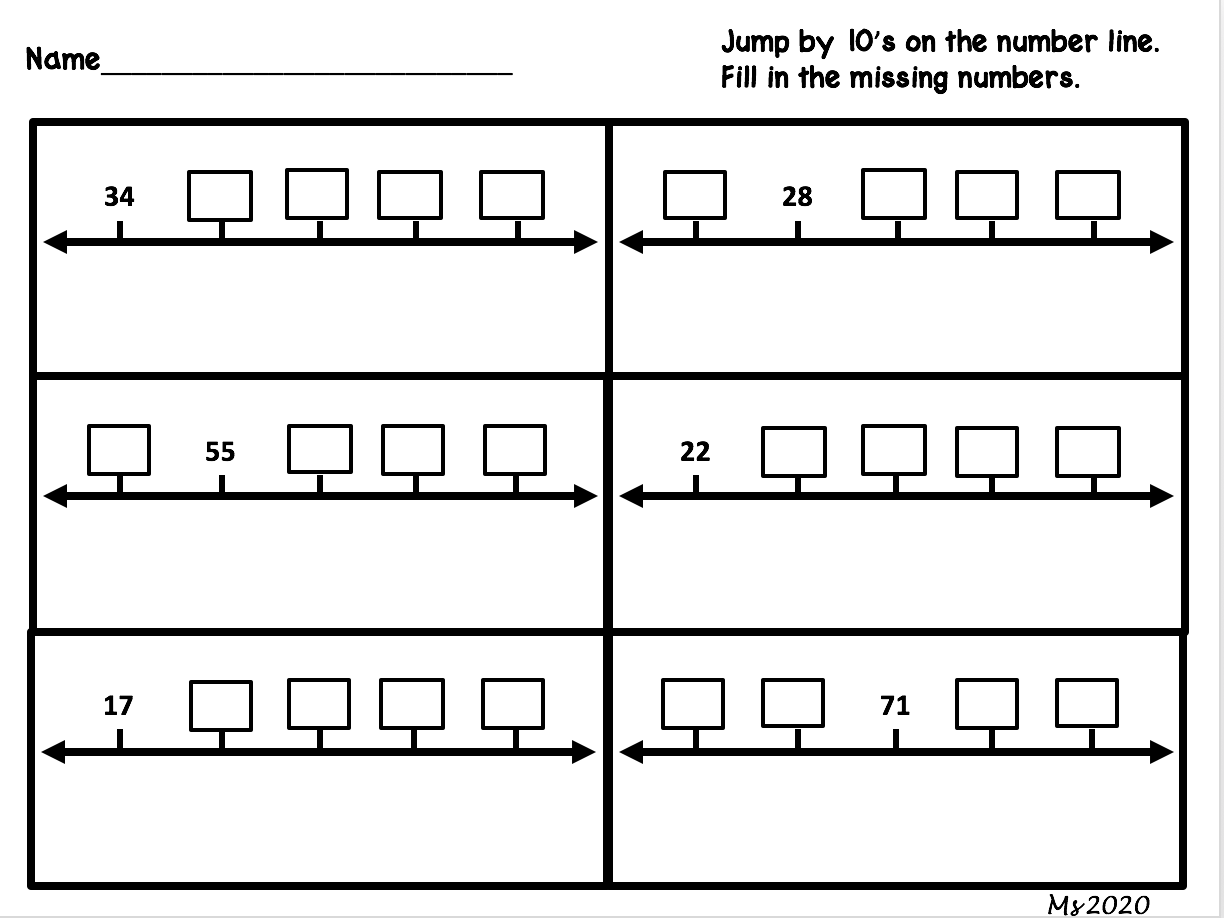 Name
Jump by 10's on the number line.
Fill in the missing numbers.
34
28
55
22
17
71
Ms2020